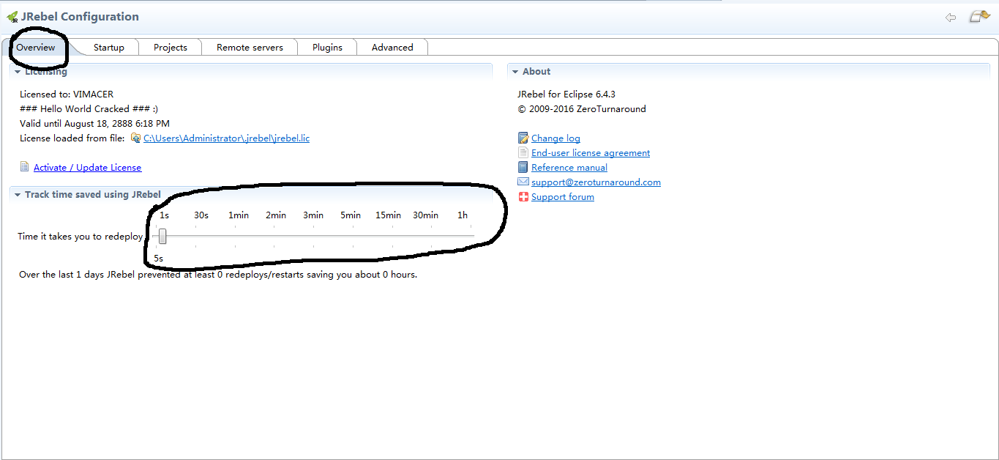 JRebel Configuration
Overview Startup Projects Remote servers Plugins Advanced
Licensing
Licensed to: VIMACER
### Hello World Cracked ### :)
Valid until August 18, 2888 6:18 PM
License loaded from file: C:\Users\Administrator\.jrebel\jrebel.lic
Activate / Update License
Track time saved using JRebel
1s 30s 1min 2min 3min 5min 15min 30min 1h
Time it takes you to redeploy
5s
Over the last 1 days JRebel prevented at least 0 redeploys/restarts saving you about 0 hours.
About
JRebel for Eclipse 6.4.3
© 2009-2016 ZeroTurnaround
Change log
End-user license agreement
Reference manual
support@zeroturnaround.com
Support forum